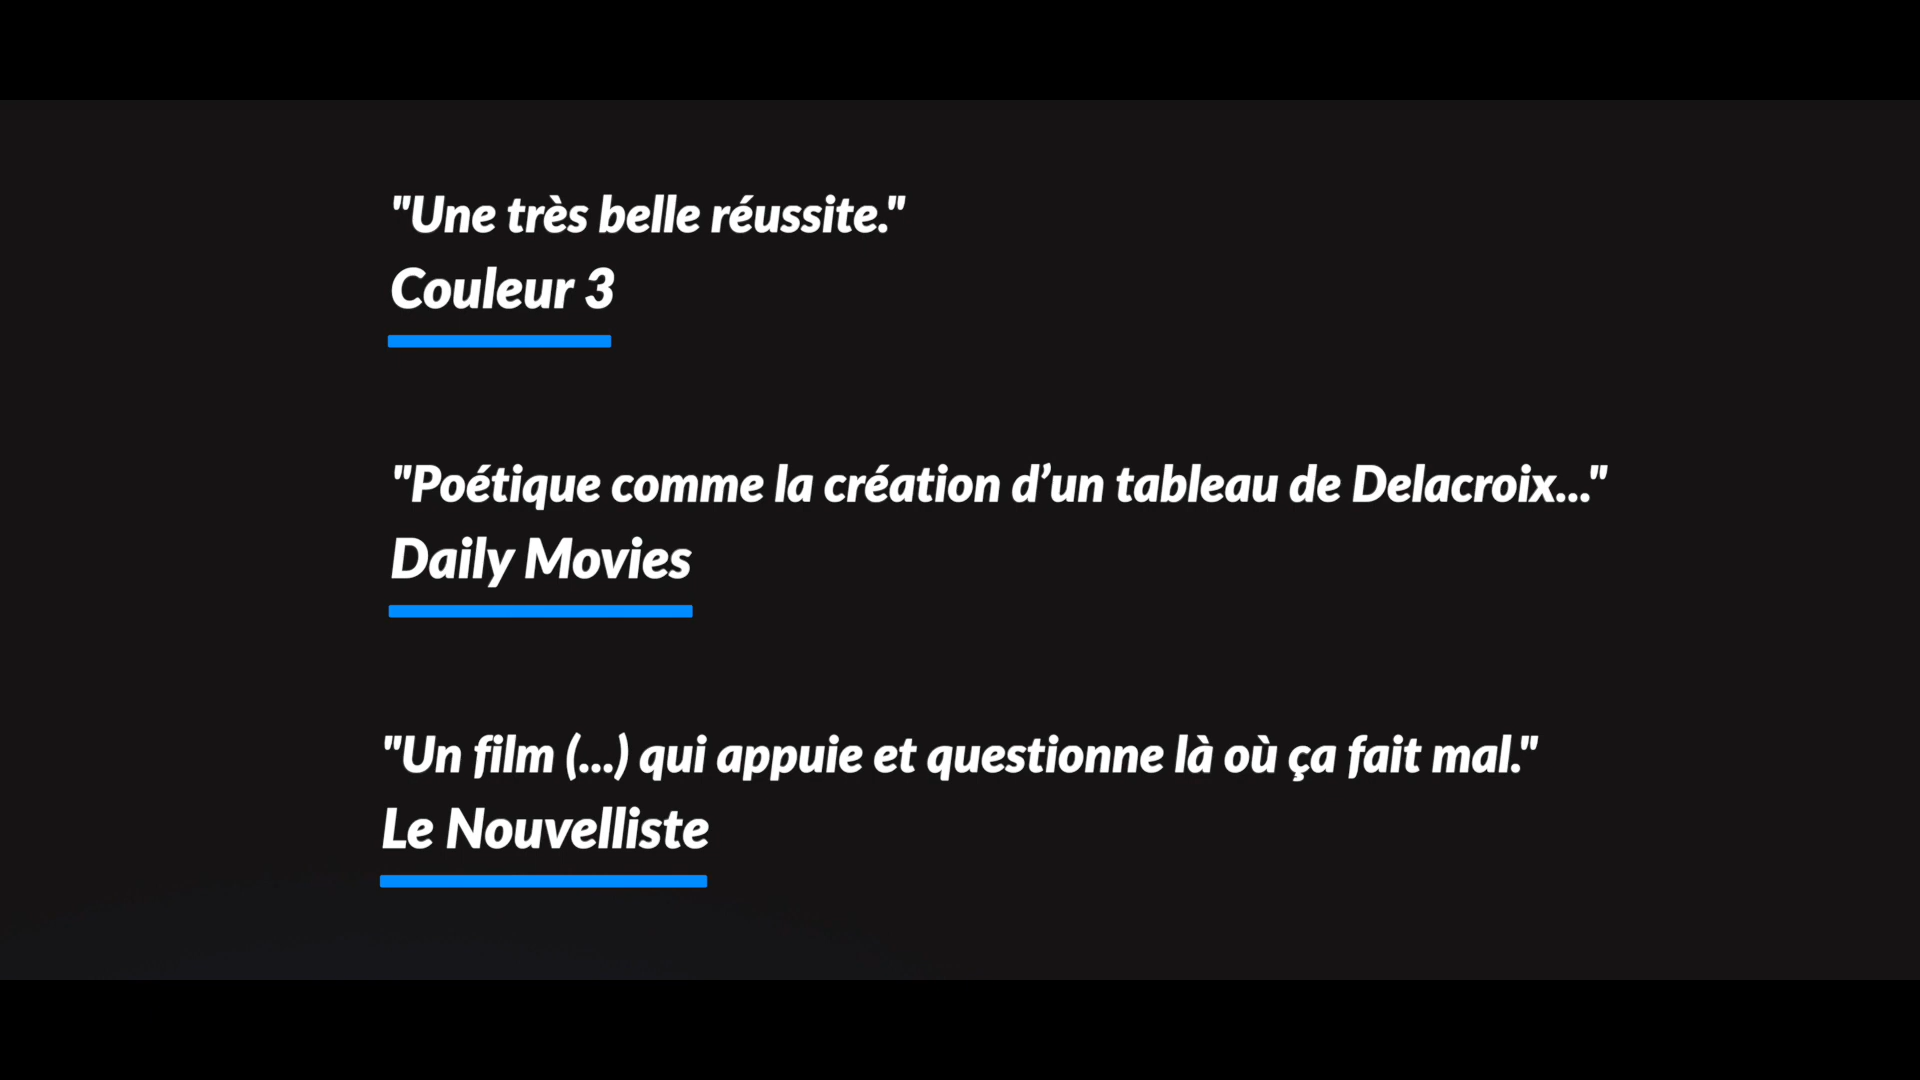 "Une très belle réussite."
Couleur 3
"Poétique comme la création d’un tableau de Delacroix..."
Daily Movies
"Un film (...) qui appuie et questionne là où ça fait mal."
Le Nouvelliste